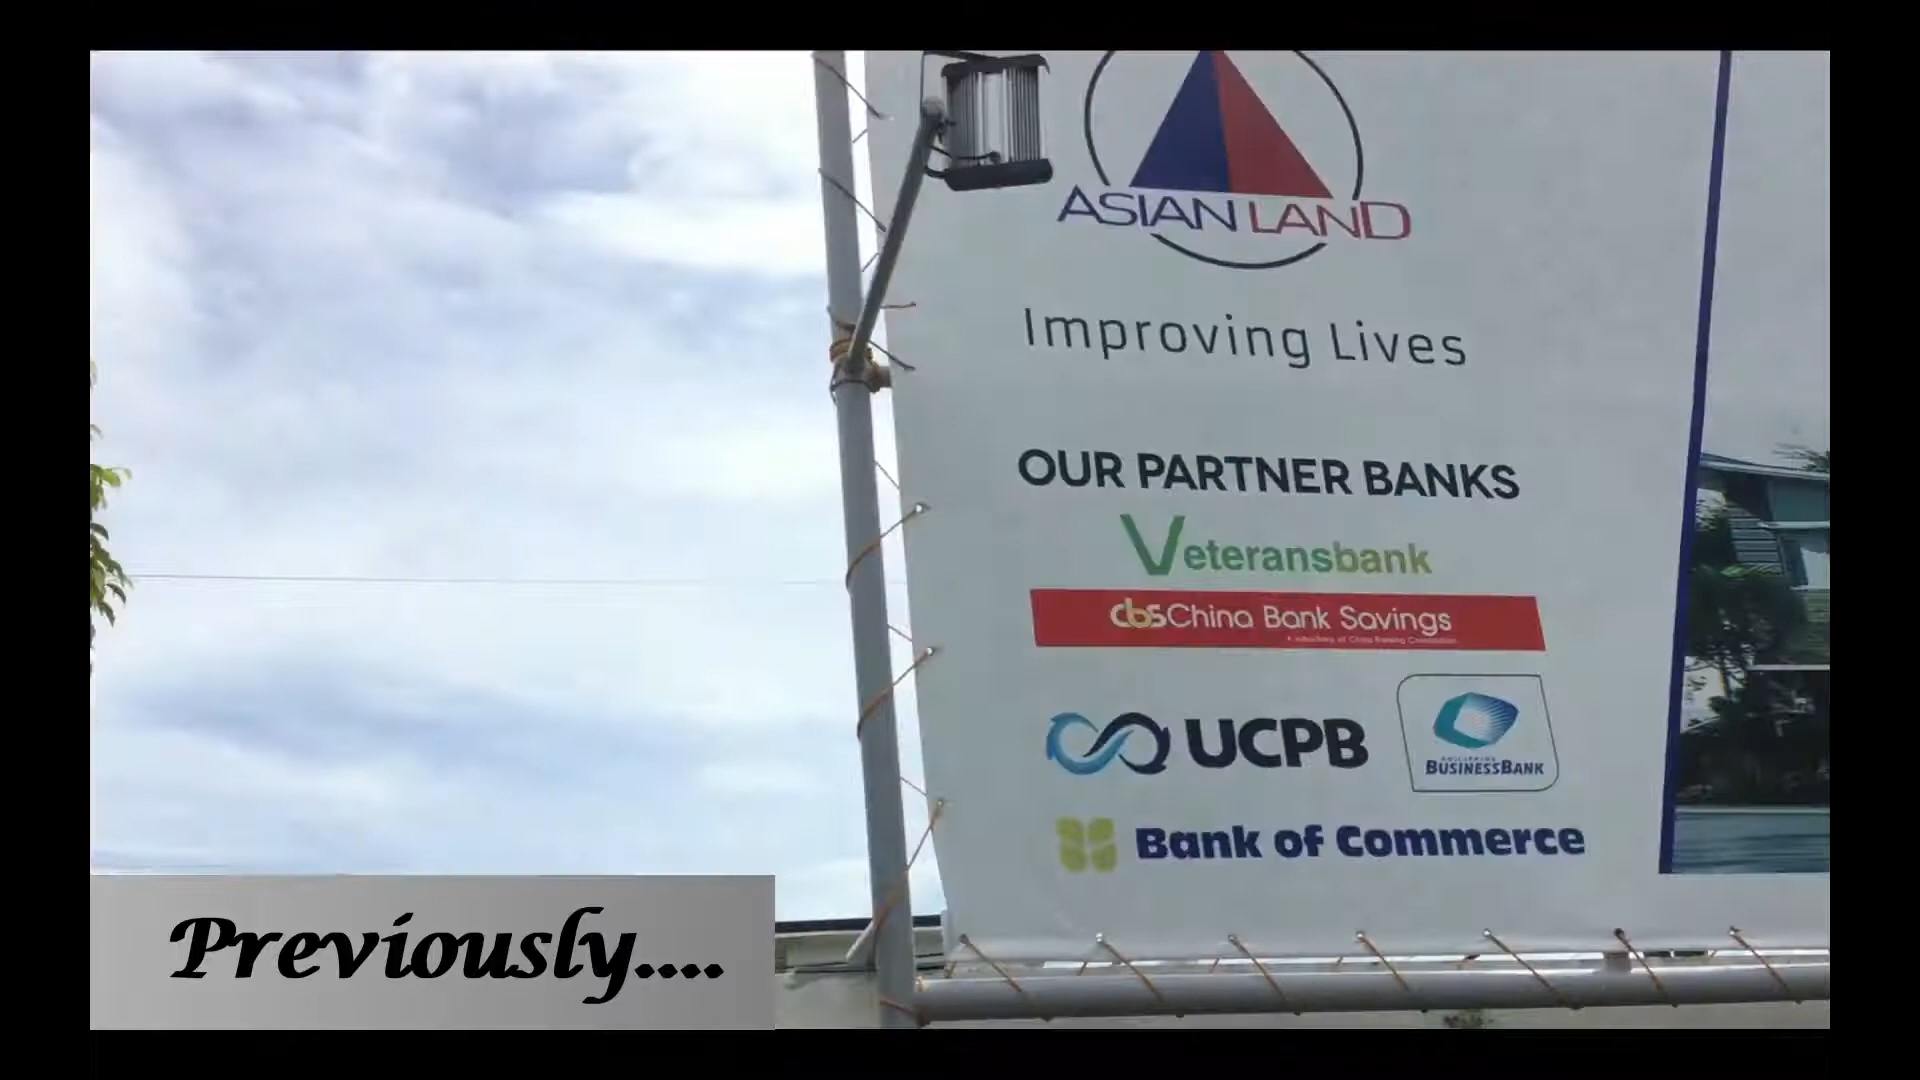 ASIAN LAND
Improving Lives
OUR PARTNER BANKS
Veteransbank
cbs China Bank Savings
UCPB
BUSINESSBANK
Bank of Commerce
Previously....